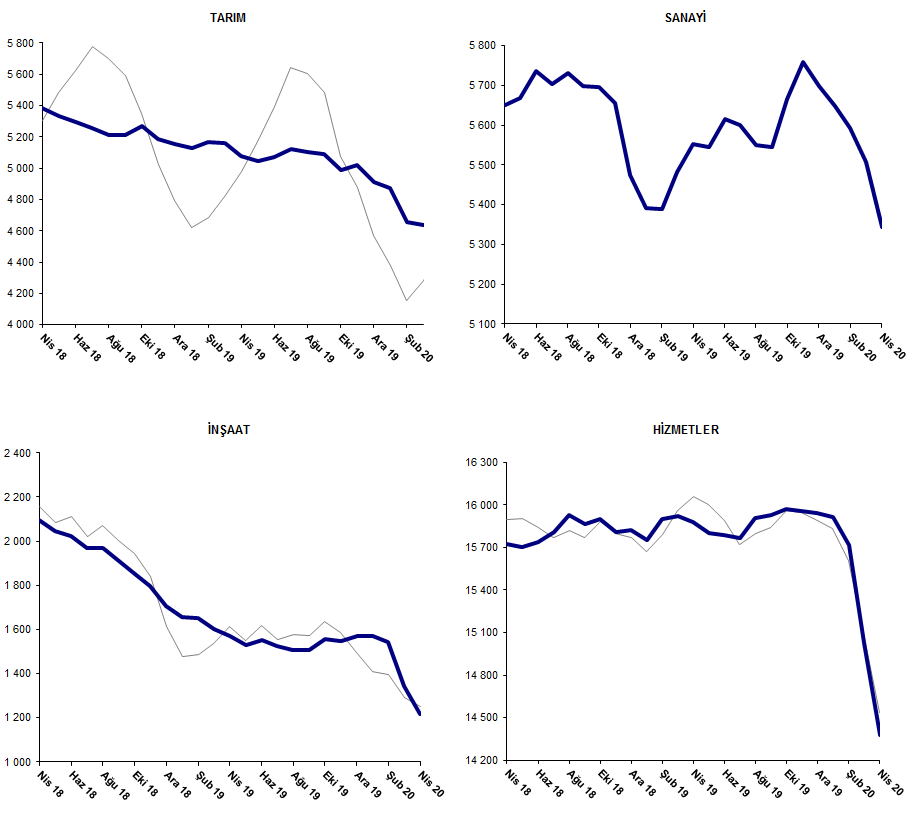 TARIM
5 800
5 600
5 400
5 200
5 000
4 800
4 600
4 400
4 200
4 000
Nis 18
Haz 18
Ağu 18
Eki 18
Ara 18
Şub 19
Nis 19
Haz 19
Ağu 19
Eki 19
Ara 19
Şub 20
SANAYİ
5 800
5 700
5 600
5 500
5 400
5 300
5 200
5 100
Nis 18
Haz 18
Ağu 18
Eki 18
Ara 18
Şub 19
Nis 19
Haz 19
Ağu 19
Eki 19
Ara 19
Şub 20
Nis 20
İNŞAAT
2 400
2 200
2 000
1 800
1 600
1 400
1 200
1 000
Nis 18
Haz 18
Ağu 18
Eki 18
Ara 18
Şub 19
Nis 19
Haz 19
Ağu 19
Eki 19
Ara 19
Şub 20
Nis 20
HİZMETLER
16 300
16 000
15 700
15 400
15 100
14 800
14 500
14 200
Nis 18
Haz 18
Ağu 18
Eki 18
Ara 18
Şub 19
Nis 19
Haz 19
Ağu 19
Eki 19
Ara 19
Şub 20
Nis 20